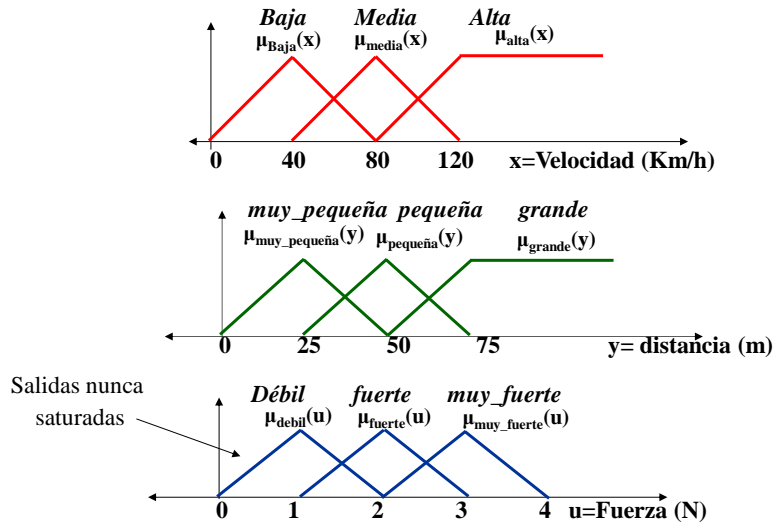 Baja Media Alta
μBaja(x) μmedia(x) μalta(x)
0 40 80 120 x=Velocidad (Km/h)
muy_pequeña pequeña grande
μmuy_pequeña(y) μpequeña(y) μgrande(y)
0 25 50 75 y= distancia (m)
Salidas nunca
saturadas
Débil fuerte muy_fuerte
μdebil(u) μfuerte(u) μmuy_fuerte(u)
0 1 2 3 4 u=Fuerza (N)